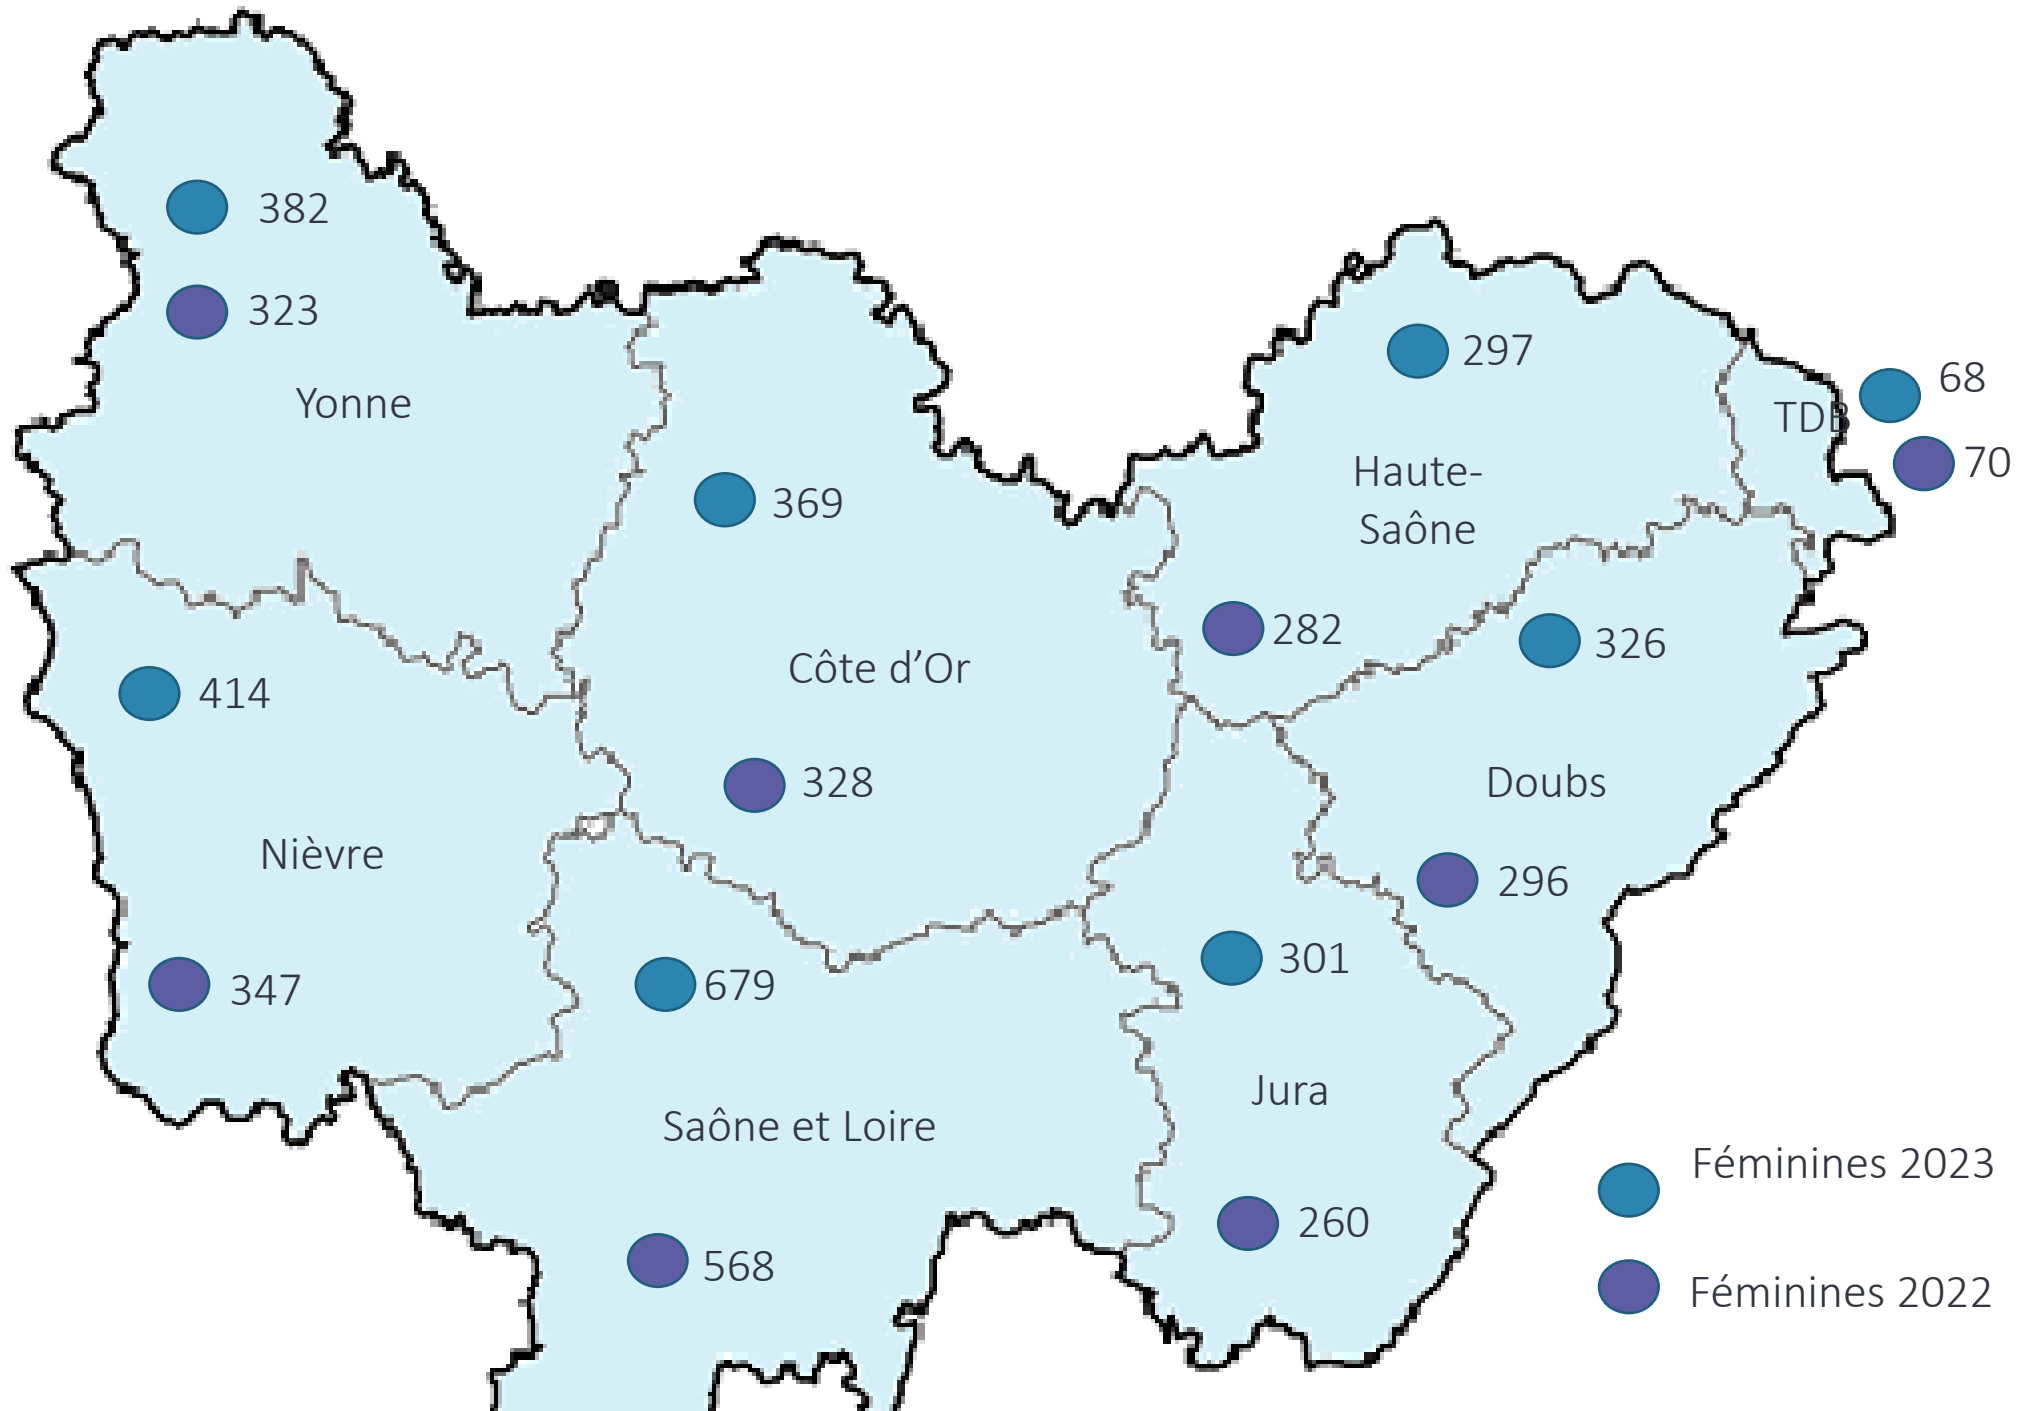 382
323
Yonne
297
68
TDB
70
369
Haute-
Saône
282
326
414
Côte d’Or
328
Doubs
Nièvre
296
301
347
679
Jura
Saône et Loire
Féminines 2023
260
568
Féminines 2022